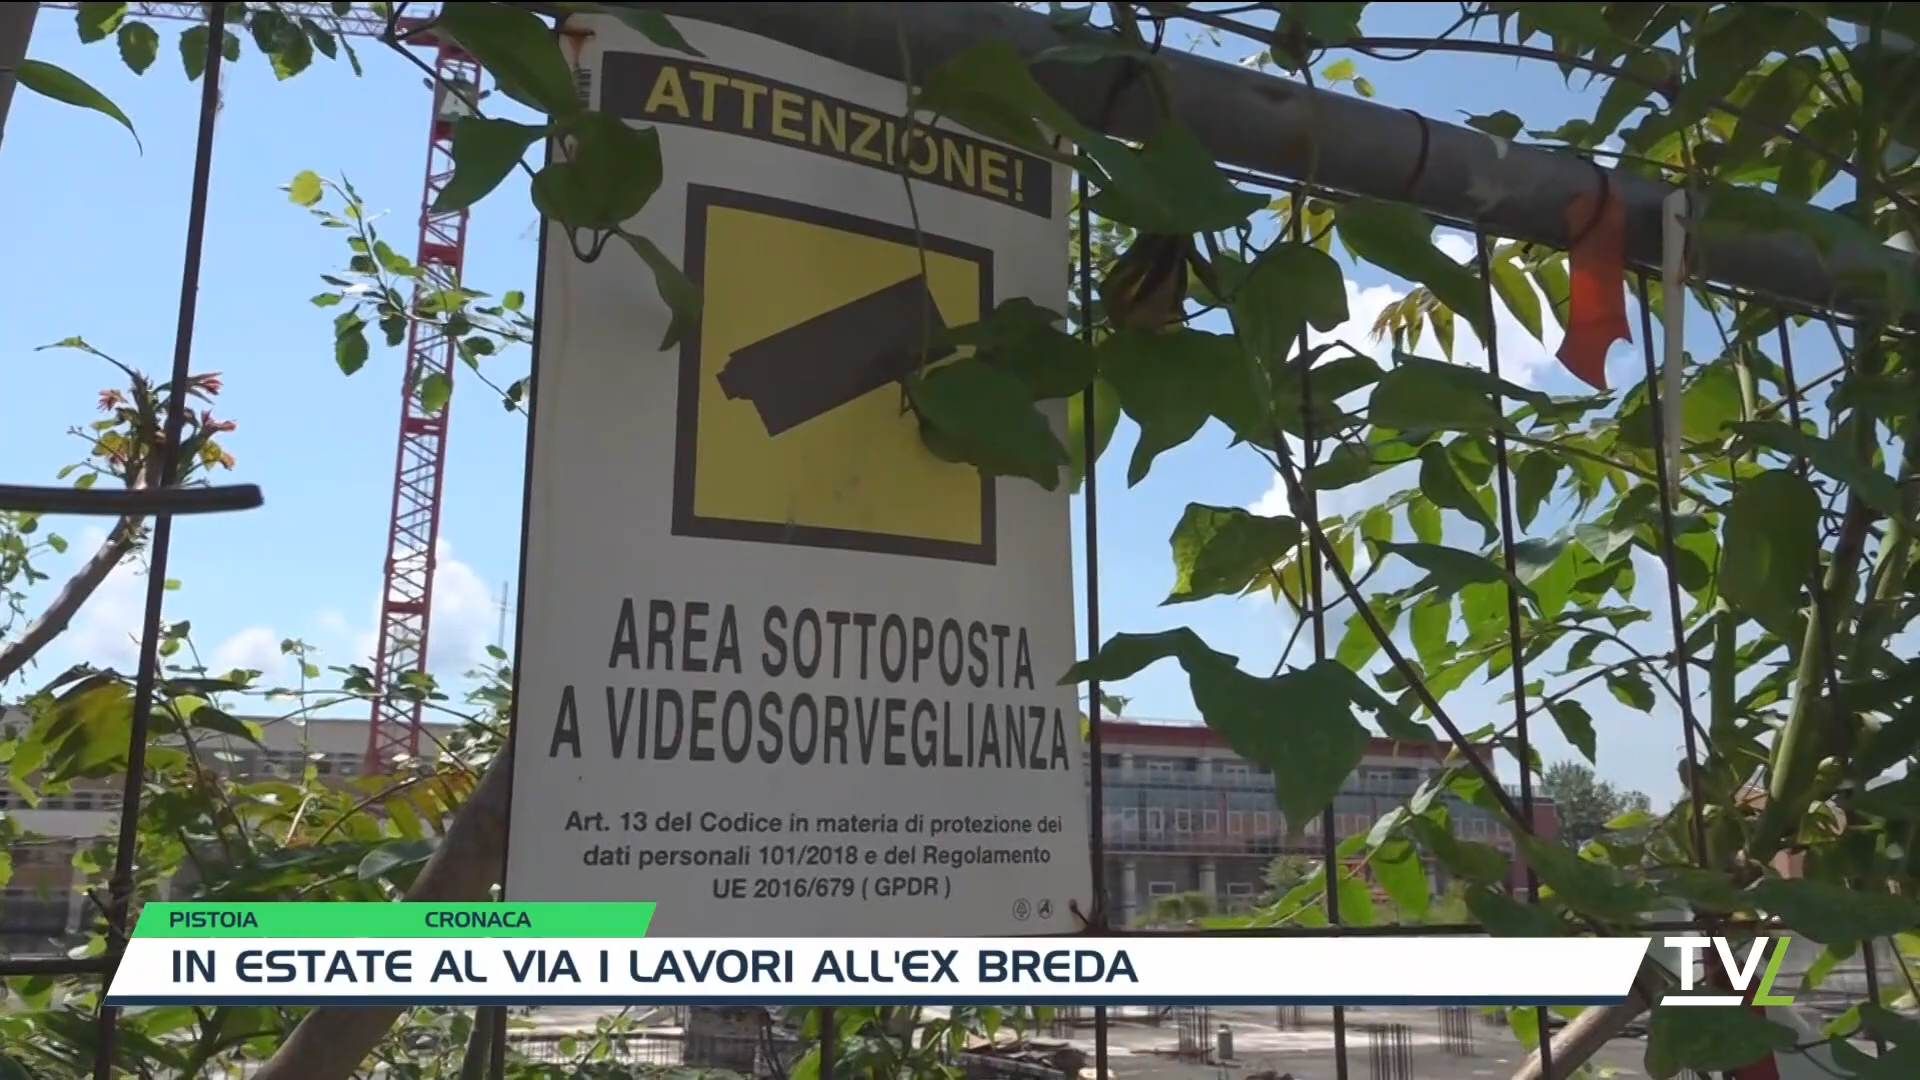 ATTENZIONE!
AREA SOTTOPOSTA
A VIDEOSORVEGLIANZA
Art. 13 del Codice in materia di protezione dei
dati personali 101/2018 e del Regolamento
UE 2016/679 ( GPDR )
PISTOIA CRONACA
IN ESTATE AL VIA I LAVORI ALL'EX BREDA
TVL